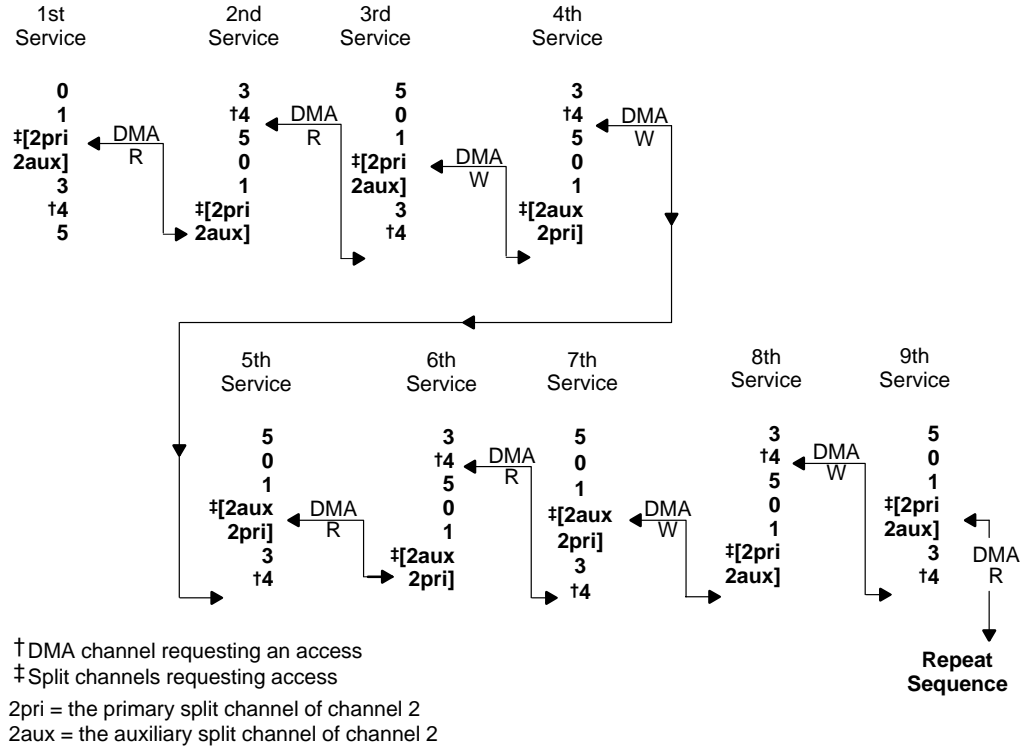 1st Service
2nd Service
3rd Service
4th Service
0
1
‡[2pri
2aux]
3
†4
5
DMA R
3
†4
5
0
1
‡[2pri
2aux]
DMA R
5
0
1
‡[2pri
2aux]
3
†4
DMA W
3
†4
5
0
1
‡[2aux
2pri]
DMA W
5th Service
6th Service
7th Service
8th Service
9th Service
5
0
1
‡[2aux
2pri]
3
†4
DMA R
3
†4
5
0
1
‡[2aux
2pri]
DMA R
5
0
1
‡[2aux
2pri]
3
†4
DMA W
3
†4
5
0
1
‡[2pri
2aux]
DMA W
5
0
1
‡[2pri
2aux]
3
†4
DMA R
Repeat Sequence
†DMA channel requesting an access
‡Split channels requesting access
2pri = the primary split channel of channel 2
2aux = the auxiliary split channel of channel 2